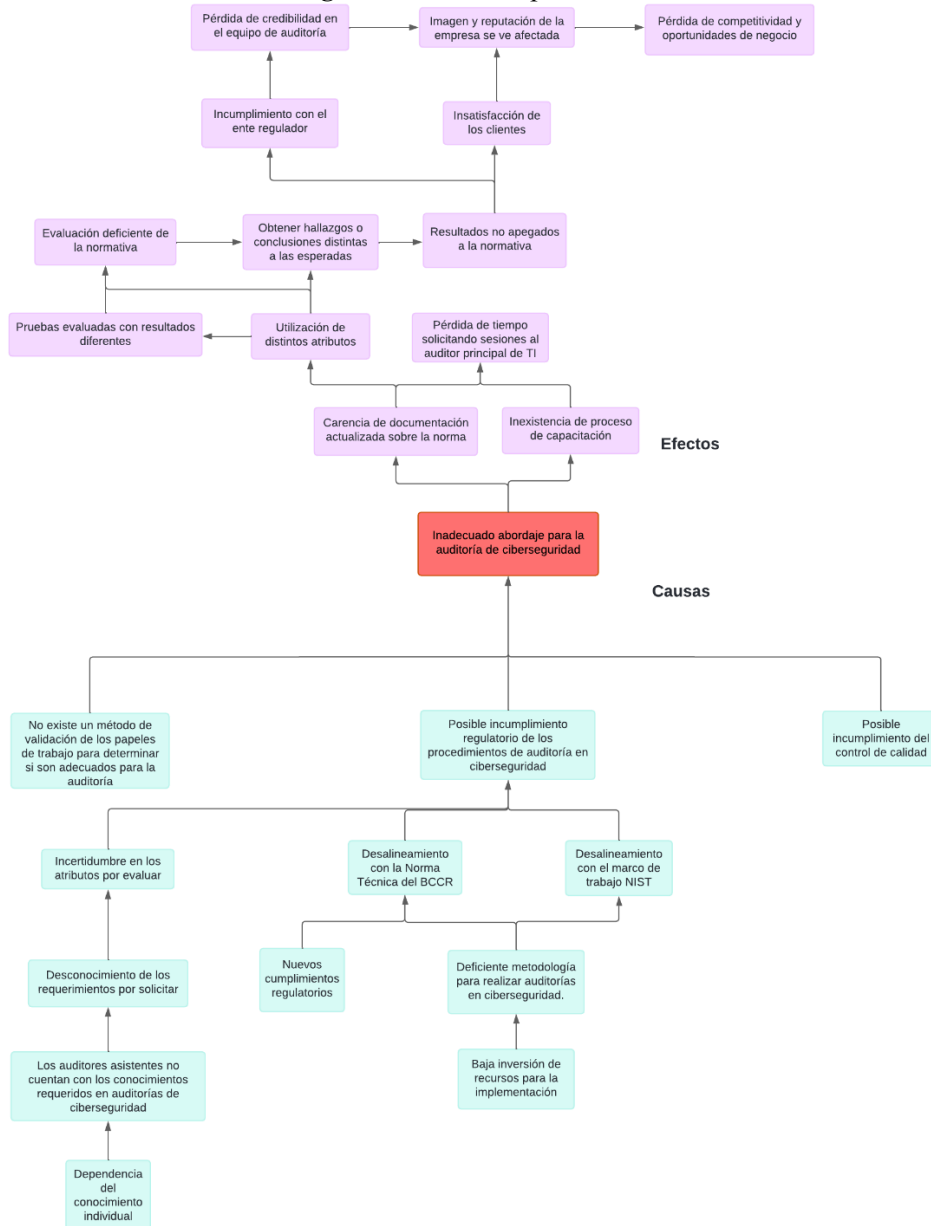 Pérdida de credibilidad en
el equipo de auditoría
Imagen y reputación de la
empresa se ve afectada
Pérdida de competitividad y
oportunidades de negocio
Incumplimiento con el
ente regulador
Insatisfacción de
los clientes
Evaluación deficiente de
la normativa
Obtener hallazgos o
conclusiones distintas
a las esperadas
Resultados no apegados
a la normativa
Pruebas evaluadas con resultados
diferentes
Utilización de
distintos atributos
Pérdida de tiempo
solicitando sesiones al
auditor principal de TI
Carencia de documentación
actualizada sobre la norma
Inexistencia de proceso
de capacitación
Efectos
Inadecuado abordaje para la
auditoría de ciberseguridad
Causas
No existe un método de
validación de los papeles
de trabajo para determinar
si son adecuados para la
auditoría
Posible incumplimiento
regulatorio de los
procedimientos de auditoría en
ciberseguridad
Posible
incumplimiento del
control de calidad
Incertidumbre en los
atributos por evaluar
Desalineamiento
con la Norma
Técnica del BCCR
Desalineamiento
con el marco de
trabajo NIST
Desconocimiento de los
requerimientos por solicitar
Nuevos
cumplimientos
regulatorios
Deficiente metodología
para realizar auditorías
en ciberseguridad.
Los auditores asistentes no
cuentan con los conocimientos
requeridos en auditorías de
ciberseguridad
Baja inversión de
recursos para la
implementación
Dependencia
del
conocimiento
individual